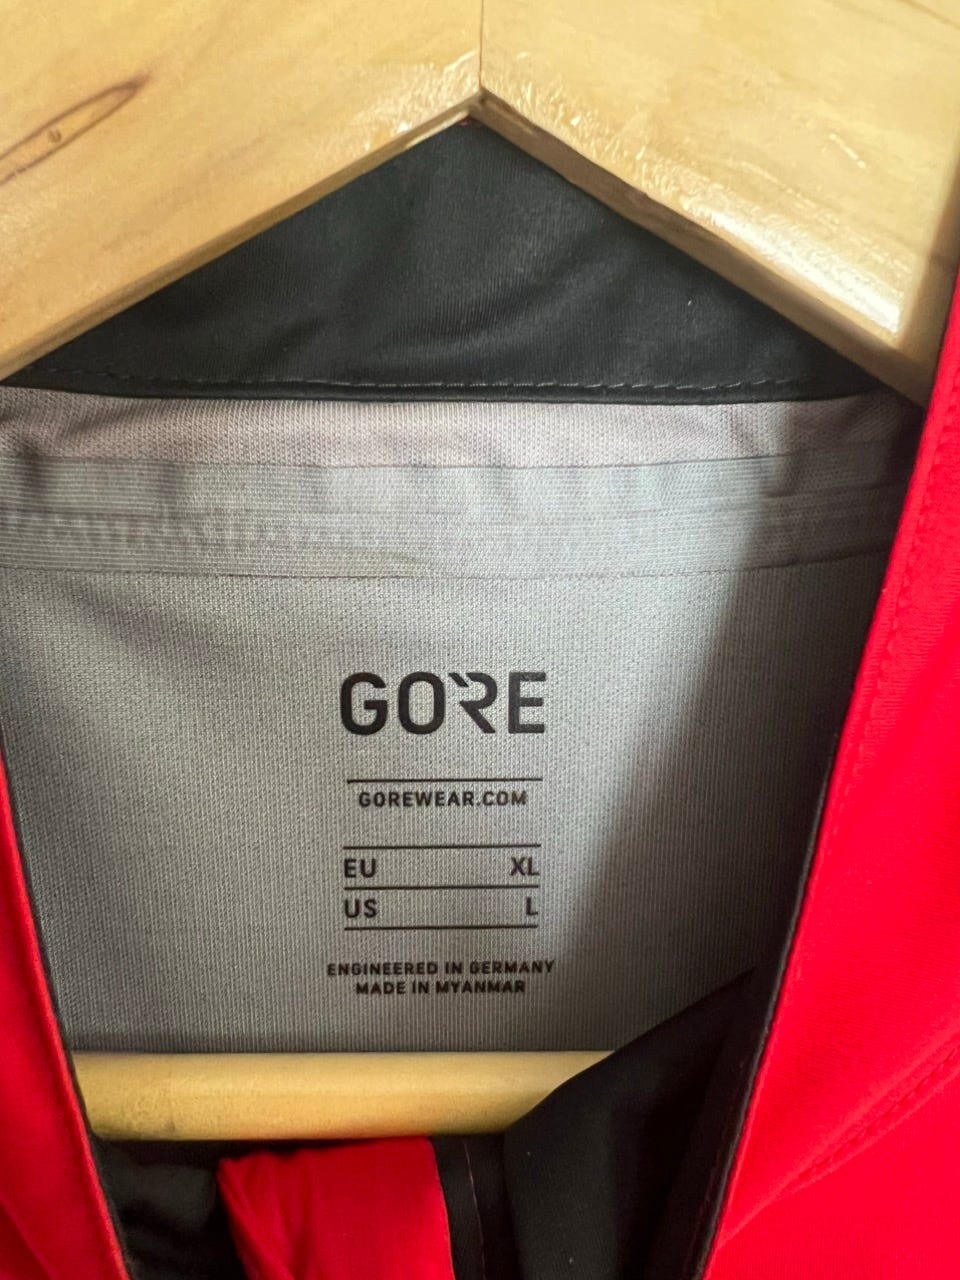 GORE
GOREWEAR.COM
EU XL
US L
ENGINEERED IN GERMANY
MADE IN MYANMAR